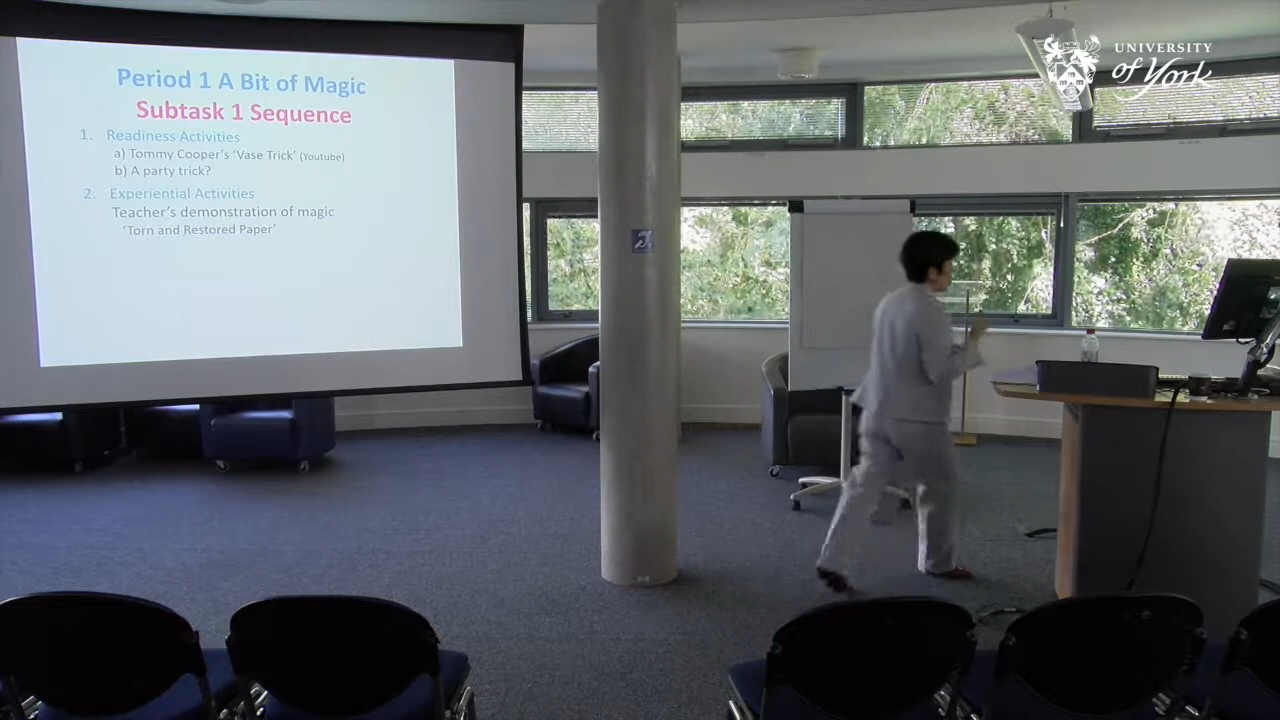 Period 1 A Bit of Magic
Subtask 1 Sequence
1. Readiness Activities
a) Tommy Cooper's 'Vase Trick' (Youtube)
b) A party trick?
2. Experiential Activities
Teacher's demonstration of magic
'Torn and Restored Paper'
UNIVERSITY
of York